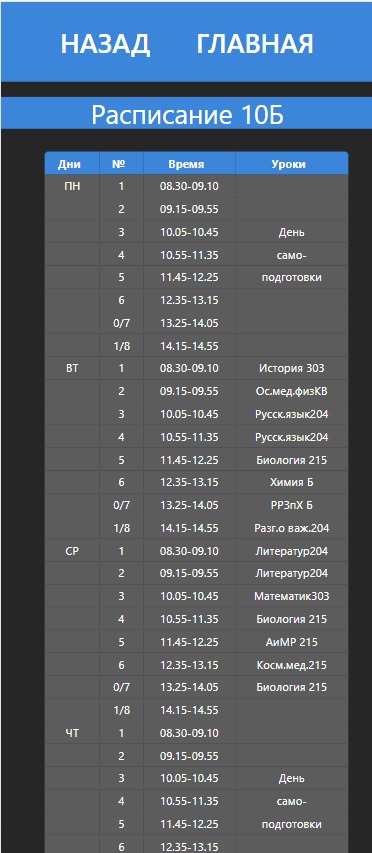 НАЗАД ГЛАВНАЯ
Расписание 10Б
Дни № Время Уроки
ПН 1 08.30-09.10
2 09.15-09.55
3 10.05-10.45 День
4 10.55-11.35 само-
5 11.45-12.25 подготовки
6 12.35-13.15
0/7 13.25-14.05
1/8 14.15-14.55
ВТ 1 08.30-09.10 История 303
2 09.15-09.55 Ос.мед.физКВ
3 10.05-10.45 Русск.язык204
4 10.55-11.35 Русск.язык204
5 11.45-12.25 Биология 215
6 12.35-13.15 Химия Б
0/7 13.25-14.05 РРЗпХ Б
1/8 14.15-14.55 Разг.о важ.204
СР 1 08.30-09.10 Литератур204
2 09.15-09.55 Литератур204
3 10.05-10.45 Математик303
4 10.55-11.35 Биология 215
5 11.45-12.25 АиМР 215
6 12.35-13.15 Косм.мед.215
0/7 13.25-14.05 Биология 215
1/8 14.15-14.55
ЧТ 1 08.30-09.10
2 09.15-09.55
3 10.05-10.45 День
4 10.55-11.35 само-
5 11.45-12.25 подготовки
6 12.35-13.15